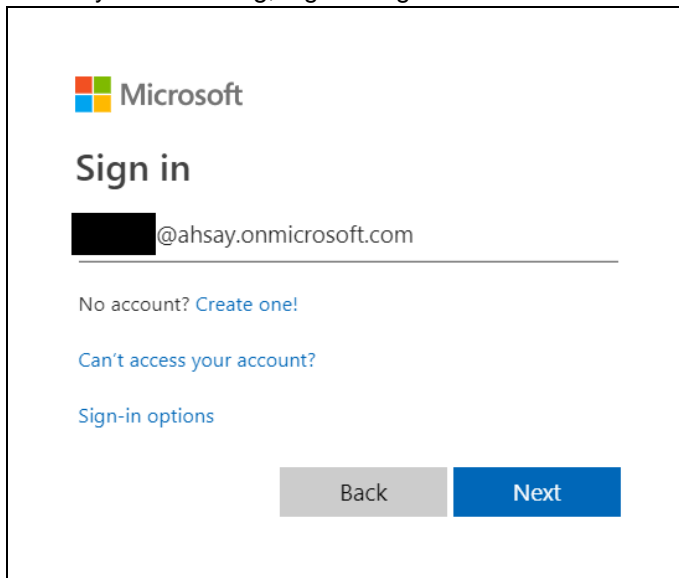 Microsoft
Sign in
@ahsay.onmicrosoft.com
No account? Create one!
Can't access your account?
Sign-in options
Back Next